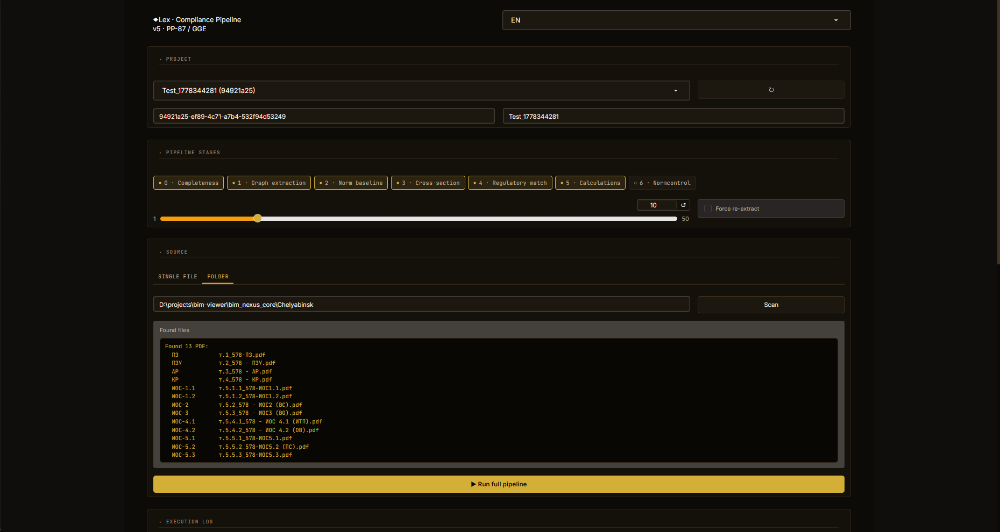 ◆Lex · Compliance Pipeline
v5 · PP-87 / GGE
EN
▸ PROJECT
Test_1778344281 (94921a25)
↻
94921a25-ef89-4c71-a7b4-532f94d53249
Test_1778344281
▸ PIPELINE STAGES
● 0 · Completeness
● 1 · Graph extraction
● 2 · Norm baseline
● 3 · Cross-section
● 4 · Regulatory match
● 5 · Calculations
○ 6 · Normcontrol
10
↺
1
50
Force re-extract
▸ SOURCE
SINGLE FILE
FOLDER
D:\projects\bim-viewer\bim_nexus_core\Chelyabinsk
Scan
Found files
Found 13 PDF:
ПЗ т.1_578-ПЗ.pdf
ПЗУ т.2_578 - ПЗУ.pdf
АР т.3_578 - АР.pdf
КР т.4_578 - КР.pdf
ИОС-1.1 т.5.1.1_578-ИОС1.1.pdf
ИОС-1.2 т.5.1.2_578-ИОС1.2.pdf
ИОС-2 т.5.2_578 - ИОС2 (ВС).pdf
ИОС-3 т.5.3_578 - ИОС3 (ВО).pdf
ИОС-4.1 т.5.4.1_578 - ИОС 4.1 (ИТП).pdf
ИОС-4.2 т.5.4.2_578 - ИОС 4.2 (ОВ).pdf
ИОС-5.1 т.5.5.1_578-ИОС5.1.pdf
ИОС-5.2 т.5.5.2_578-ИОС5.2 (ПС).pdf
ИОС-5.3 т.5.5.3_578-ИОС5.3.pdf
▶ Run full pipeline
▸ EXECUTION LOG